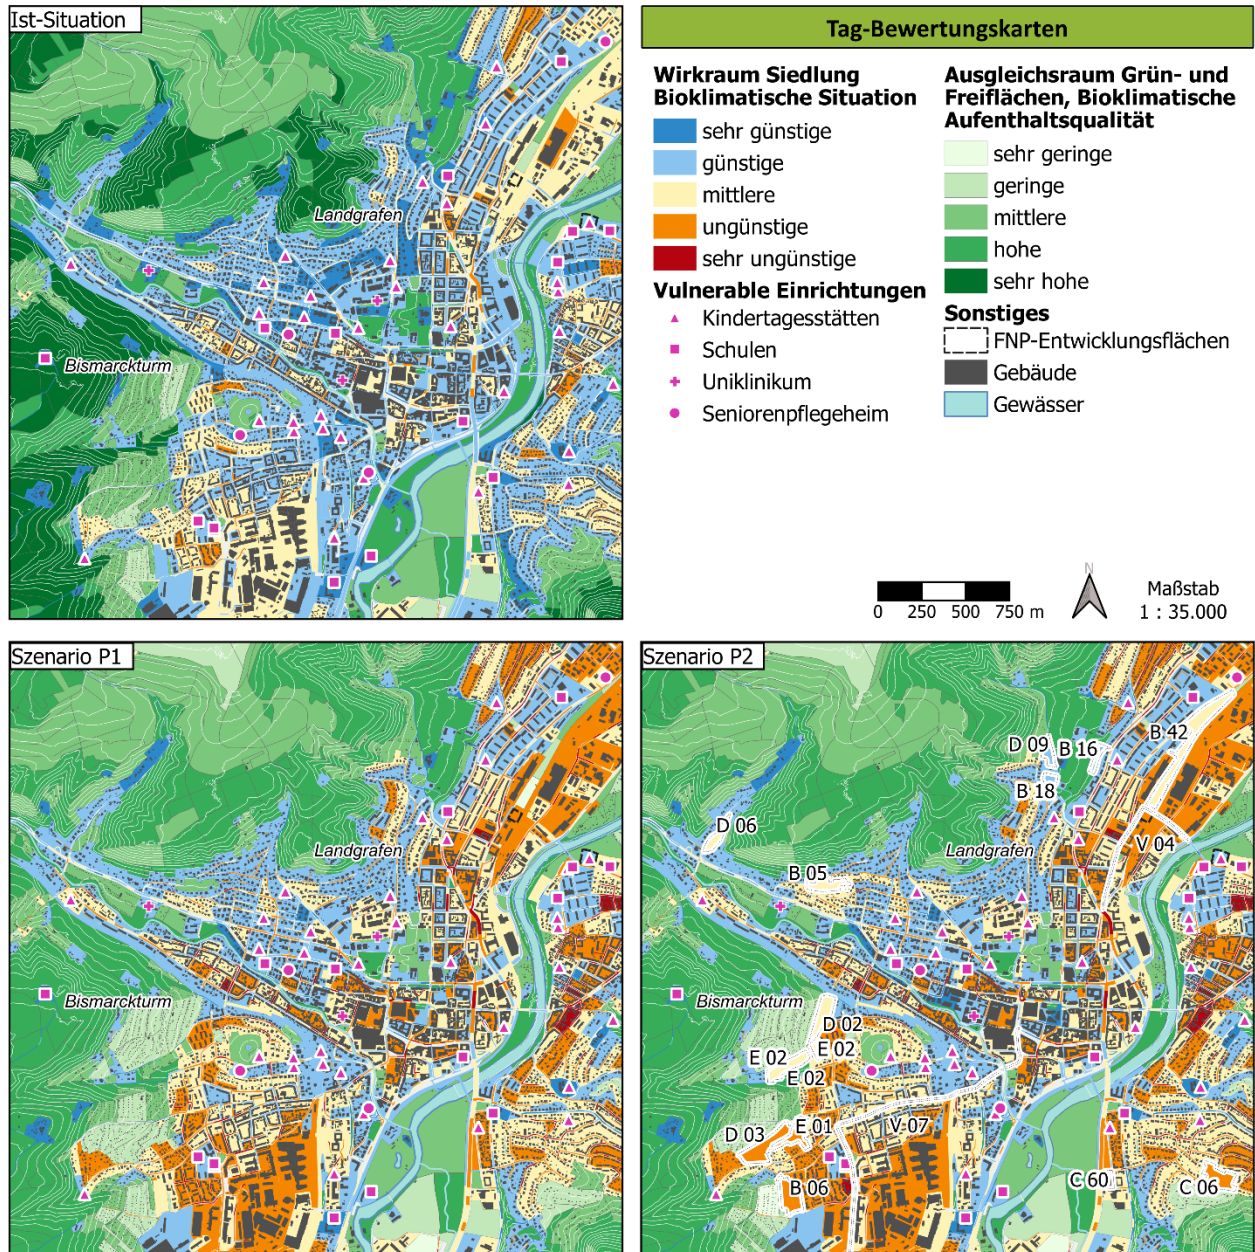 Ist-Situation
Landgrafen
Bismarckturm
Tag-Bewertungskarten
Wirkraum Siedlung
Bioklimatische Situation
sehr günstige
günstige
mittlere
ungünstige
sehr ungünstige
Vulnerable Einrichtungen
Kindertagesstätten
Schulen
Uniklinikum
Seniorenpflegeheim
Ausgleichsraum Grün- und
Freiflächen, Bioklimatische
Aufenthaltsqualität
sehr geringe
geringe
mittlere
hohe
sehr hohe
Sonstiges
FNP-Entwicklungsflächen
Gebäude
Gewässer
0 250 500 750 m
N
Maßstab
1 : 35.000
Szenario P1
Landgrafen
Bismarckturm
Szenario P2
B 42
D 09
B 16
B 18
D 06
V 04
Landgrafen
B 05
Bismarckturm
D 02
E 02
E 02
E 02
E 01
V 07
D 03
B 06
C 60
C 06